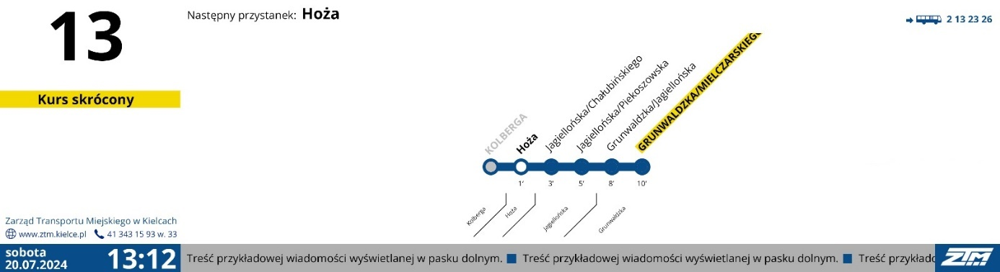 13
Kurs skrócony
Następny przystanek: Hoża
2 13 23 26
KOLBERGA
Hoża
Jagiellońska/Chałubińskiego
Jagiellońska/Piekoszowska
Grunwaldzka/Jagiellońska
GRUNWALDZKA/MIELCZARSKIEGO
1' 3' 5' 8' 10'
Kolberga
Hoża
Jagiellońska
Grunwaldzka
Zarząd Transportu Miejskiego w Kielcach
www.ztm.kielce.pl 41 343 15 93 w. 33
sobota
20.07.2024
13:12
Treść przykładowej wiadomości wyświetlanej w pasku dolnym. Treść przykładowej wiadomości wyświetlanej w pasku dolnym. Treść przykłado
ZTM